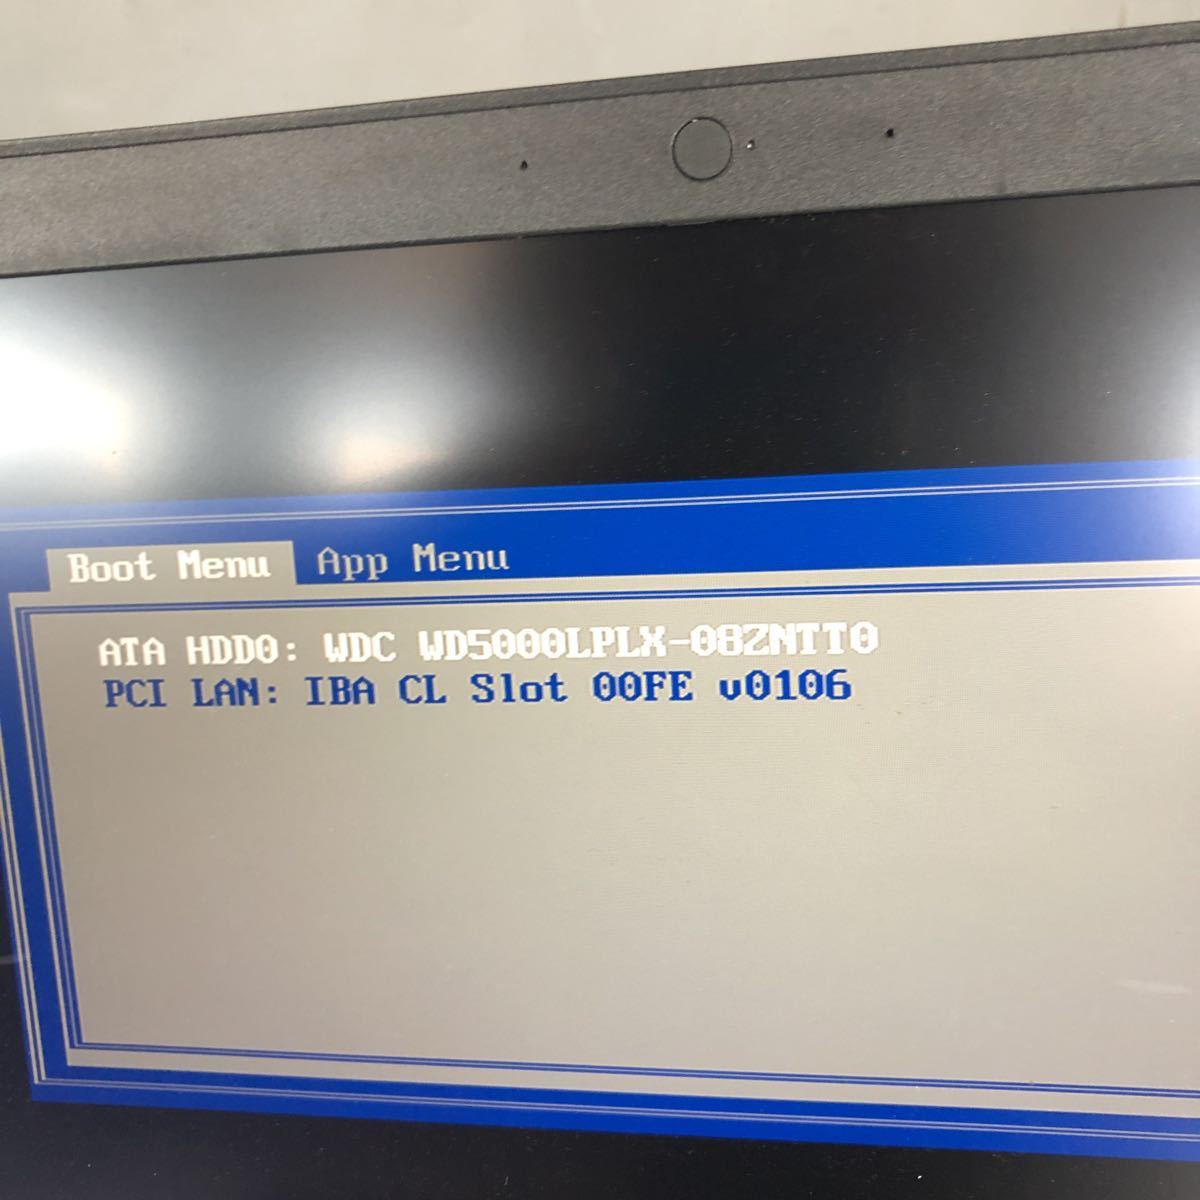 Boot Menu App Menu
ATA HDD0: WDC WD5000LPLX-08ZNTT0
PCI LAN: IBA CL Slot 00FE v0106